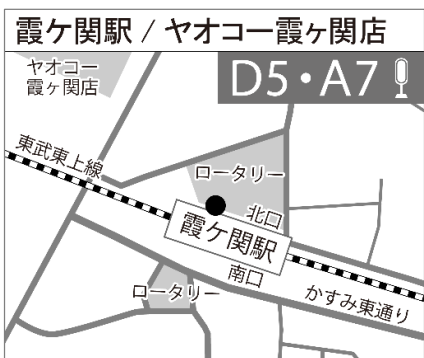 霞ケ関駅 / ヤオコー霞ヶ関店
ヤオコー
霞ヶ関店
D5・A7
東武東上線
ロータリー
北口
霞ケ関駅
南口
ロータリー
かすみ東通り